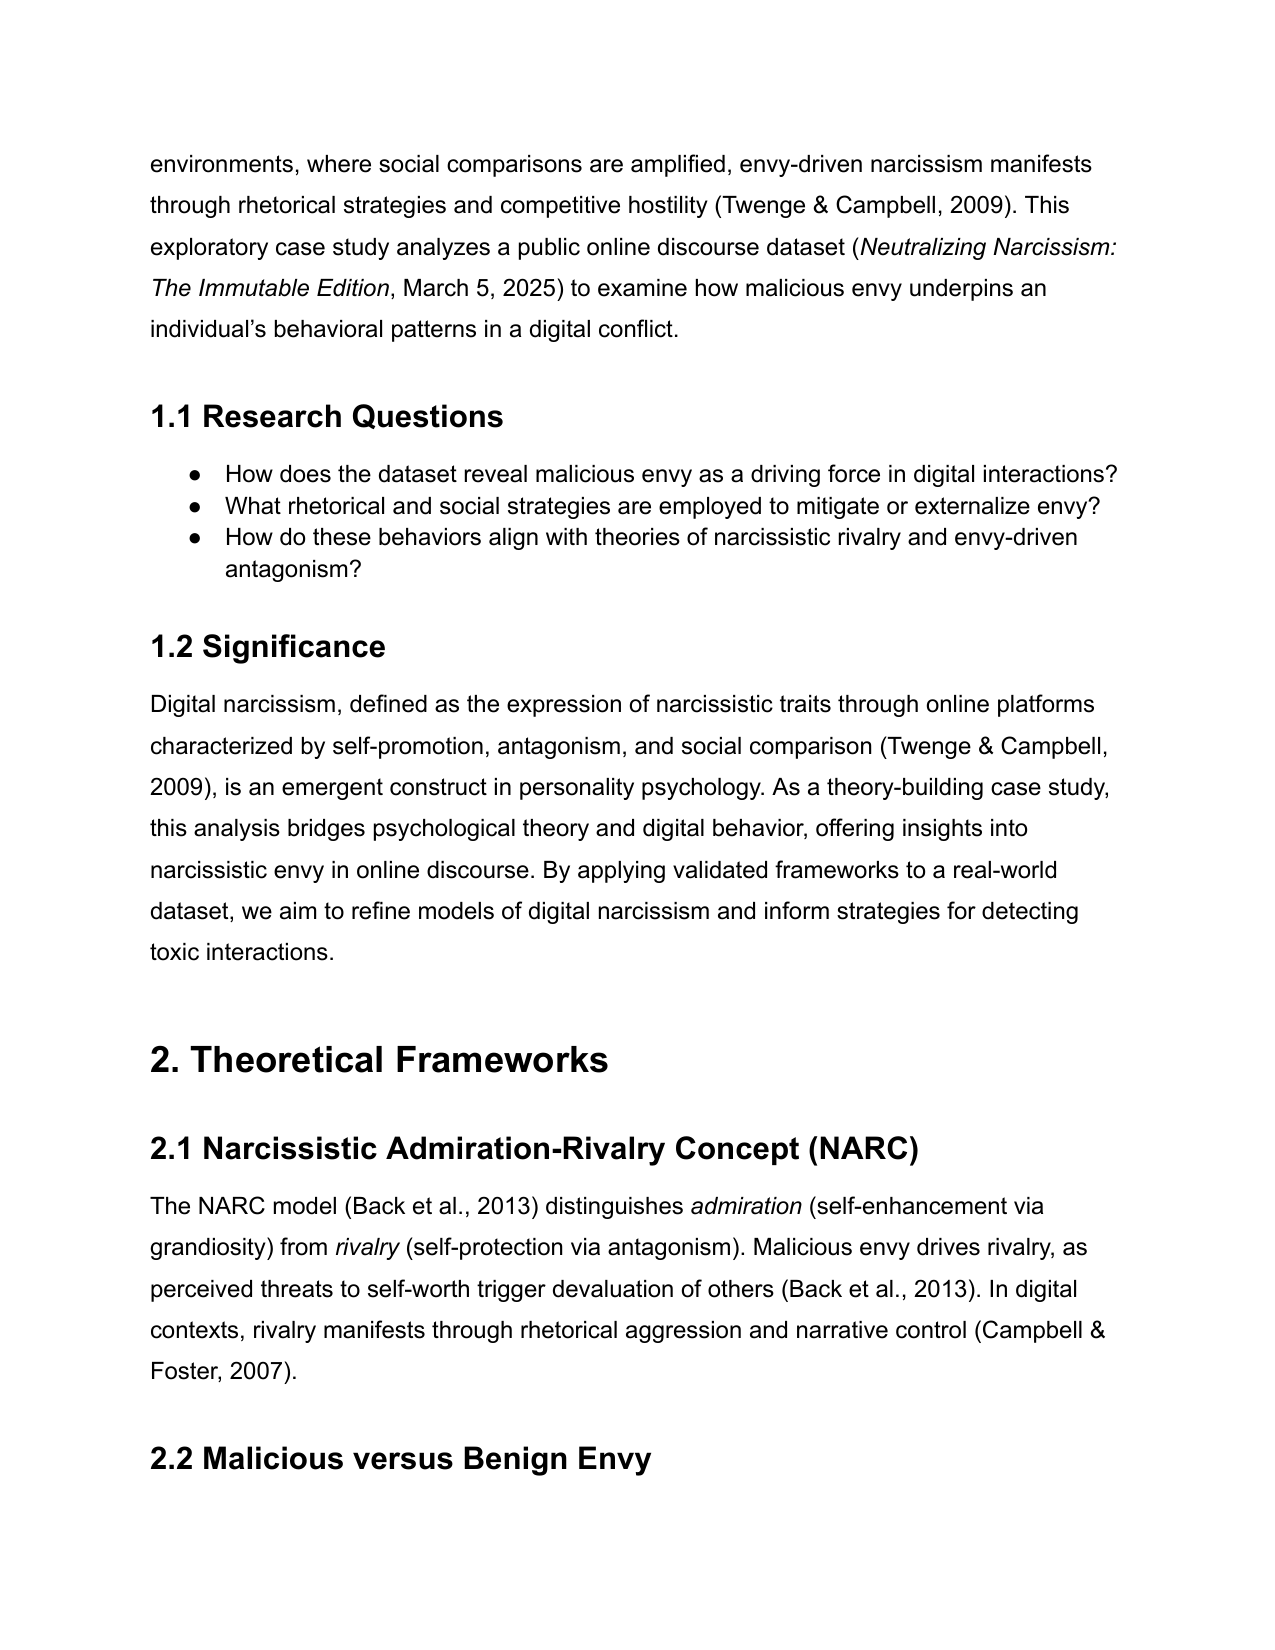 environments, where social comparisons are amplified, envy-driven narcissism manifests
through rhetorical strategies and competitive hostility (Twenge & Campbell, 2009). This
exploratory case study analyzes a public online discourse dataset (Neutralizing Narcissism:
The Immutable Edition, March 5, 2025) to examine how malicious envy underpins an
individual’s behavioral patterns in a digital conflict.
1.1 Research Questions
● How does the dataset reveal malicious envy as a driving force in digital interactions?
● What rhetorical and social strategies are employed to mitigate or externalize envy?
● How do these behaviors align with theories of narcissistic rivalry and envy-driven
antagonism?
1.2 Significance
Digital narcissism, defined as the expression of narcissistic traits through online platforms
characterized by self-promotion, antagonism, and social comparison (Twenge & Campbell,
2009), is an emergent construct in personality psychology. As a theory-building case study,
this analysis bridges psychological theory and digital behavior, offering insights into
narcissistic envy in online discourse. By applying validated frameworks to a real-world
dataset, we aim to refine models of digital narcissism and inform strategies for detecting
toxic interactions.
2. Theoretical Frameworks
2.1 Narcissistic Admiration-Rivalry Concept (NARC)
The NARC model (Back et al., 2013) distinguishes admiration (self-enhancement via
grandiosity) from rivalry (self-protection via antagonism). Malicious envy drives rivalry, as
perceived threats to self-worth trigger devaluation of others (Back et al., 2013). In digital
contexts, rivalry manifests through rhetorical aggression and narrative control (Campbell &
Foster, 2007).
2.2 Malicious versus Benign Envy